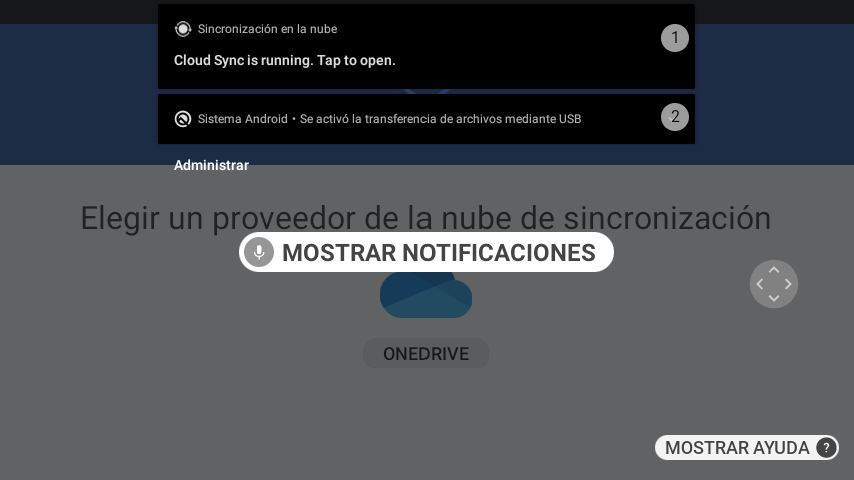 Sincronización en la nube
1
Cloud Sync is running. Tap to open.
Sistema Android • Se activó la transferencia de archivos mediante USB
2
Administrar
Elegir un proveedor de la nube de sincronización
MOSTRAR NOTIFICACIONES
ONEDRIVE
MOSTRAR AYUDA ?